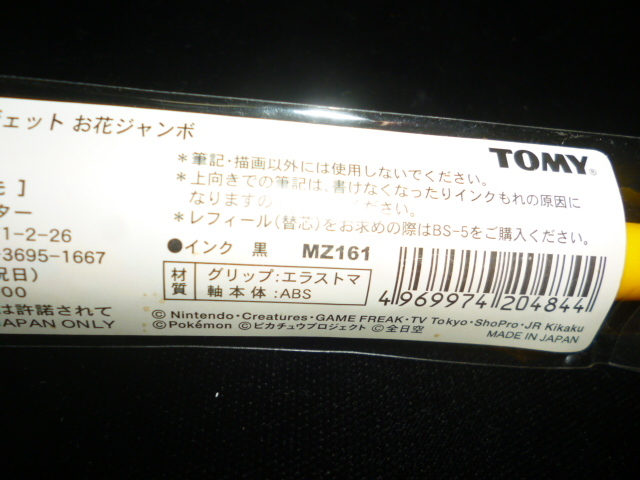 ジェット お花ジャンボ
TOMY®
＊筆記・描画以外には使用しないでください。
＊上向きでの筆記は、書けなくなったりインクもれの原因に
なりますの ください。
＊レフィール(替芯)をお求めの際はBS-5をご購入ください。
]
ター
1-2-26
-3695-1667
祝日)
00
は許諾されて
JAPAN ONLY
●インク 黒 MZ161
材質 グリップ:エラストマ
軸本体:ABS
4 969974 204844
©Nintendo・Creatures・GAME FREAK・TV Tokyo・ShoPro・JR Kikaku
©Pokémon ©ピカチュウプロジェクト ©全日空
MADE IN JAPAN